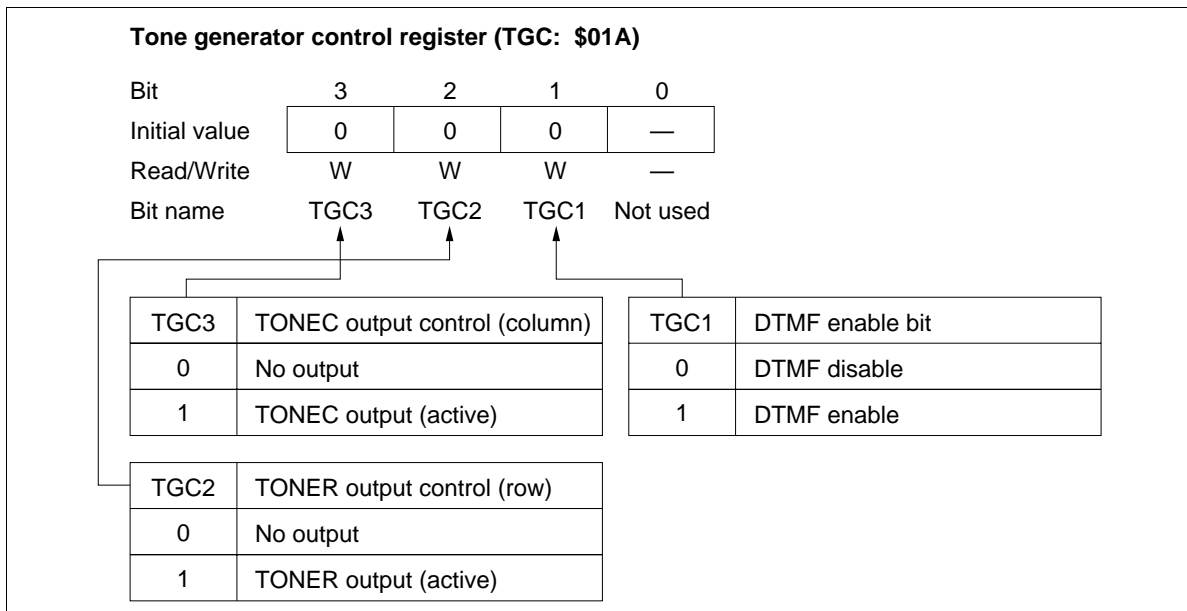 Tone generator control register (TGC: $01A)
Bit 3 2 1 0
Initial value 0 0 0 —
Read/Write W W W —
Bit name TGC3 TGC2 TGC1 Not used
TGC3 TONEC output control (column)
0 No output
1 TONEC output (active)
TGC1 DTMF enable bit
0 DTMF disable
1 DTMF enable
TGC2 TONER output control (row)
0 No output
1 TONER output (active)